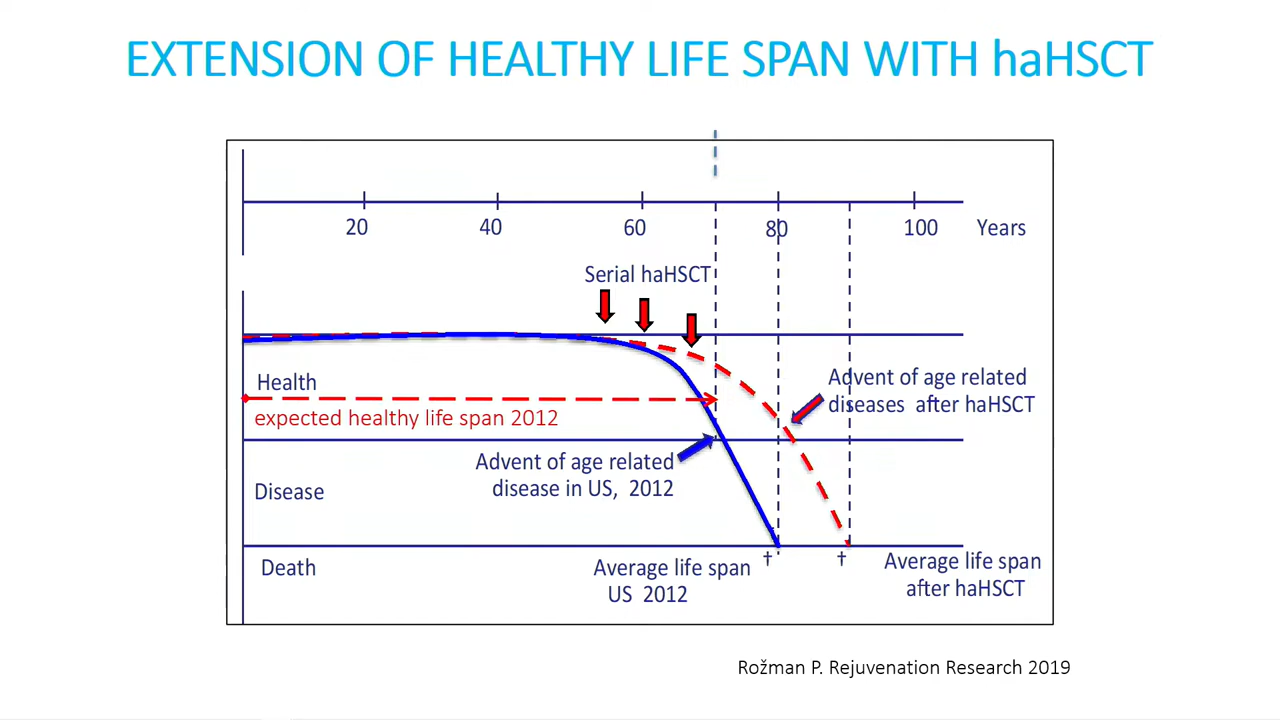 EXTENSION OF HEALTHY LIFE SPAN WITH haHSCT
20 40 60 80 100 Years
Serial haHSCT
Health
expected healthy life span 2012
Advent of age related
diseases after haHSCT
Advent of age related
disease in US, 2012
Disease
Death
Average life span
US 2012
†
†
Average life span
after haHSCT
Rožman P. Rejuvenation Research 2019